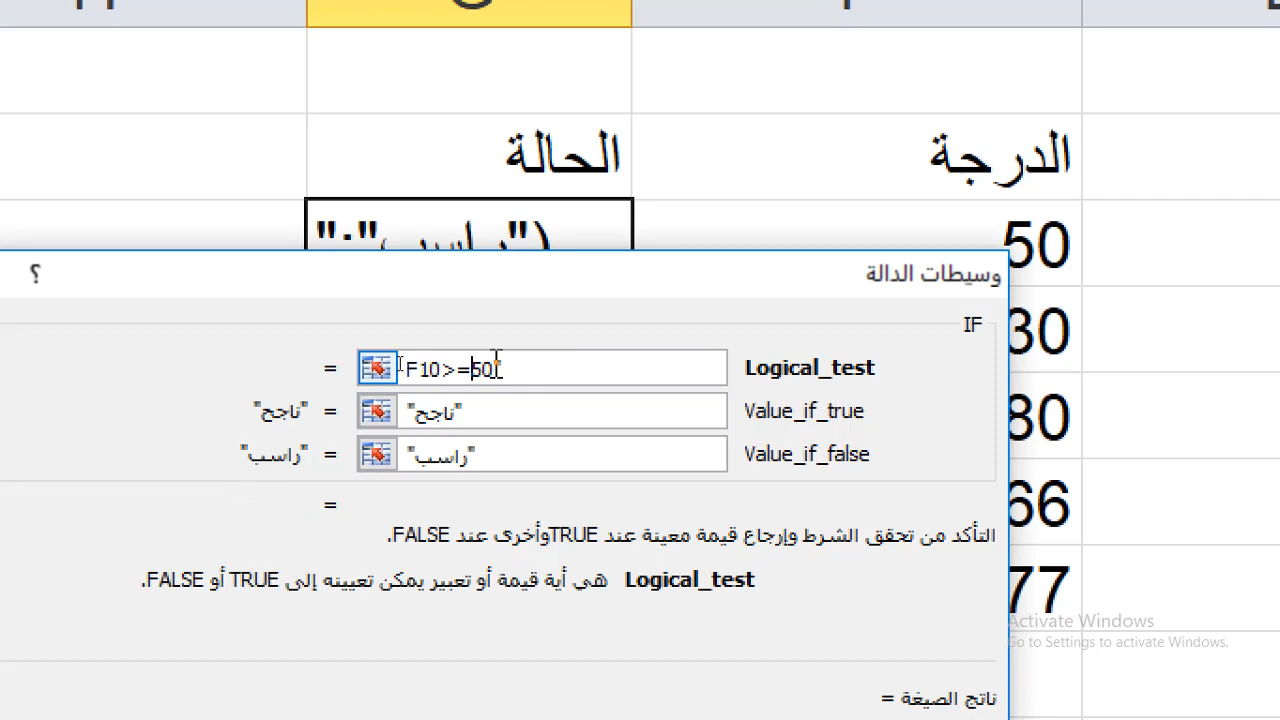 الدرجة الحالة
50 "راسب";")
30
80
66
77
وسيطات الدالة ؟
IF
Logical_test F10>=50 =
Value_if_true "ناجح" = "ناجح"
Value_if_false "راسب" = "راسب"
=
التأكد من تحقق الشرط وإرجاع قيمة معينة عند TRUEوأخرى عند FALSE.
Logical_test هي أية قيمة أو تعبير يمكن تعيينه إلى TRUE أو FALSE.
Activate Windows
Go to Settings to activate Windows.
ناتج الصيغة =